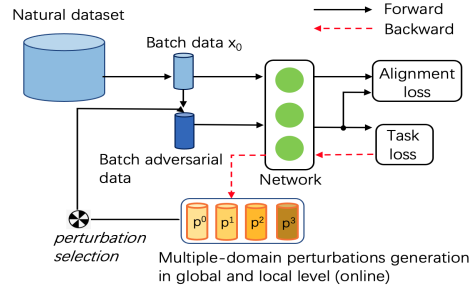 Natural dataset
Forward
Backward
Batch data x0
Alignment
loss
Task
loss
Batch adversarial
data
Network
p0 p1 p2 p3
perturbation
selection
Multiple-domain perturbations generation
in global and local level (online)